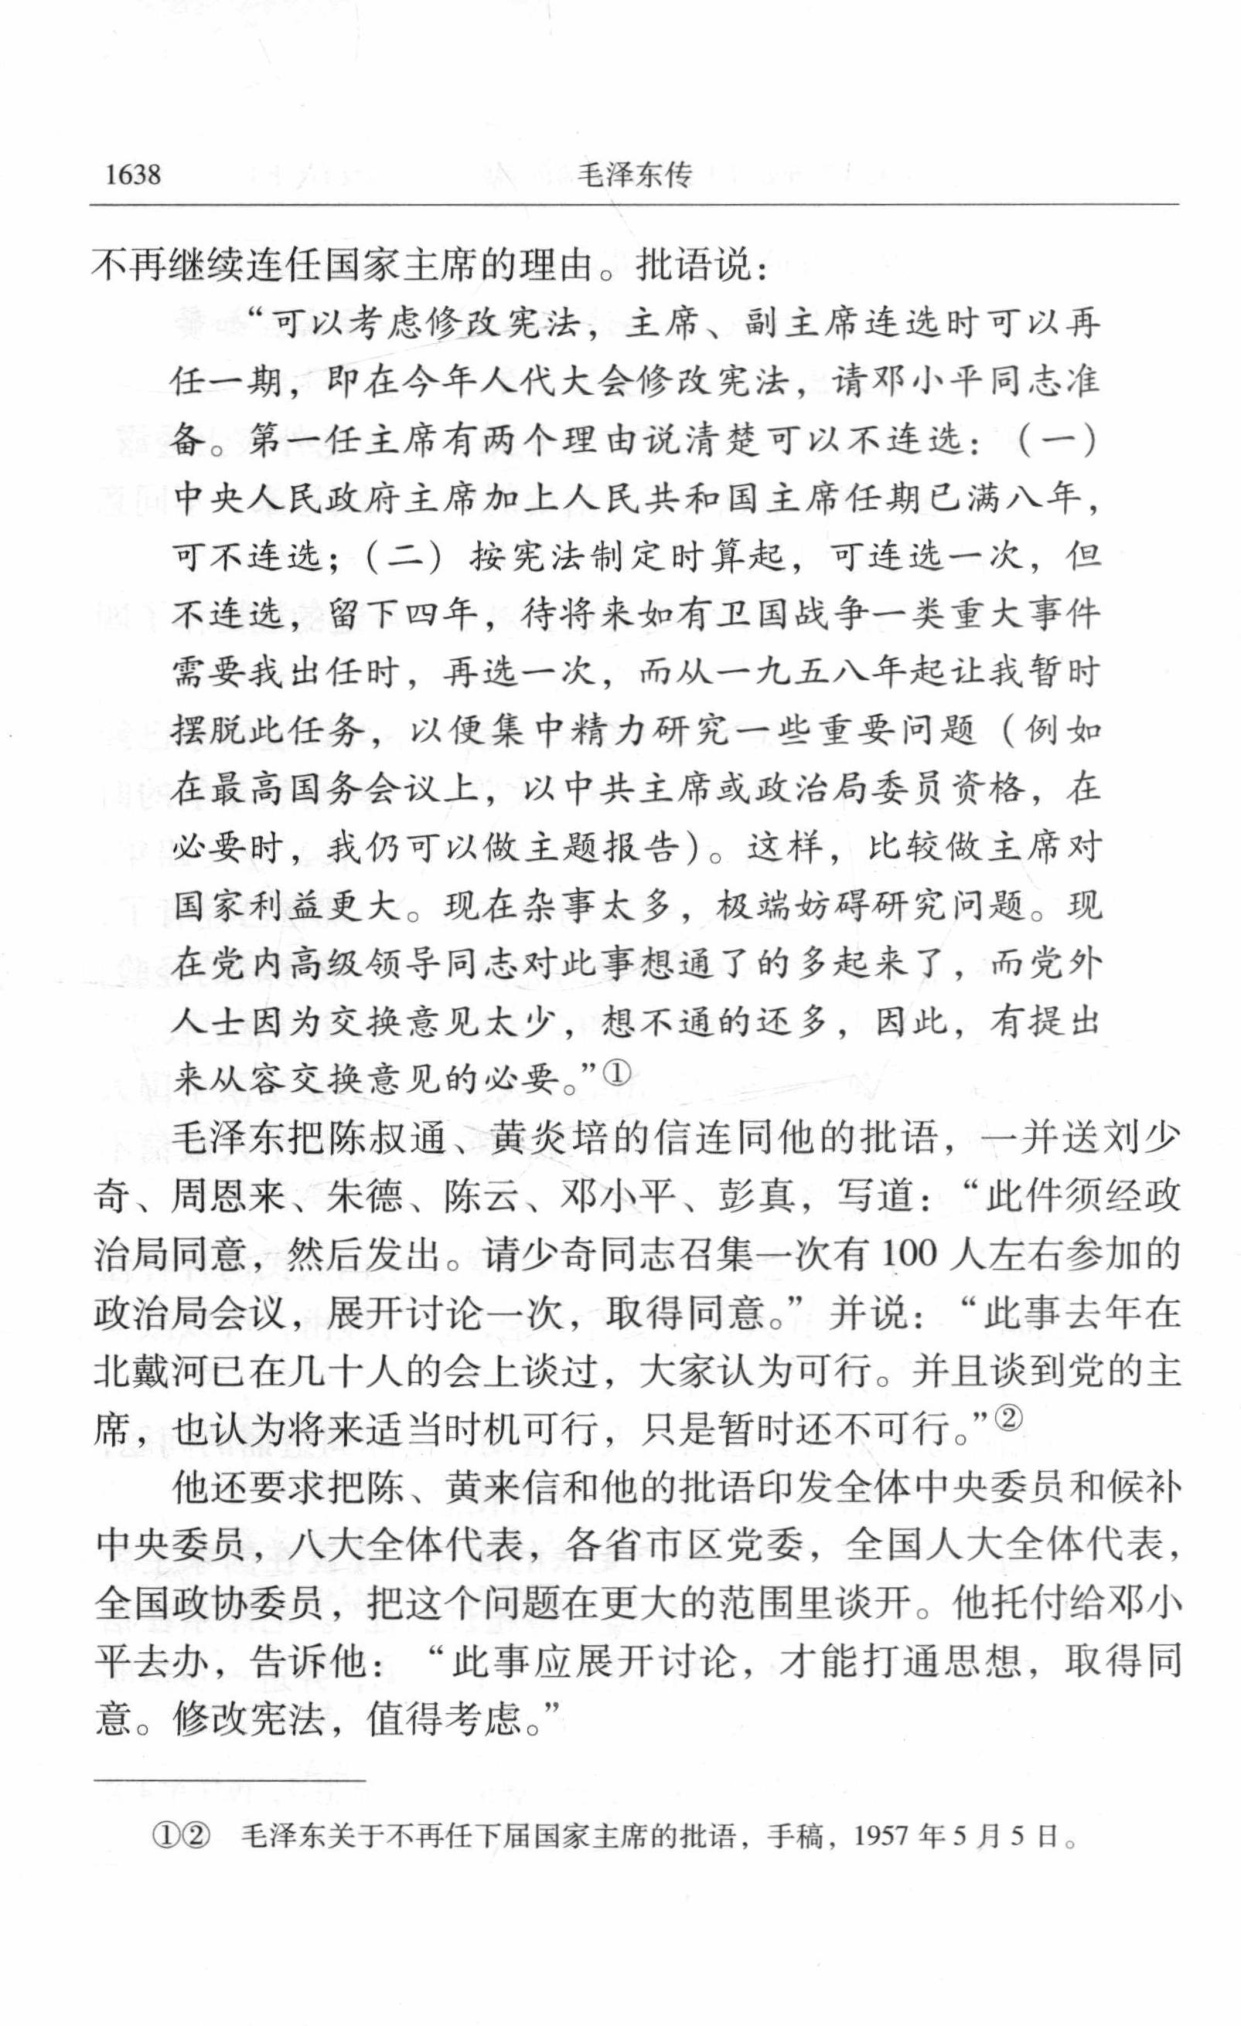 1638
毛泽东传
不再继续连任国家主席的理由。批语说：
“可以考虑修改宪法，主席、副主席连选时可以再
任一期，即在今年人代大会修改宪法，请邓小平同志准
备。第一任主席有两个理由说清楚可以不连选：（一）
中央人民政府主席加上人民共和国主席任期已满八年，
可不连选；（二）按宪法制定时算起，可连选一次，但
不连选，留下四年，待将来如有卫国战争一类重大事件
需要我出任时，再选一次，而从一九五八年起让我暂时
摆脱此任务，以便集中精力研究一些重要问题（例如
在最高国务会议上，以中共主席或政治局委员资格，在
必要时，我仍可以做主题报告）。这样，比较做主席对
国家利益更大。现在杂事太多，极端妨碍研究问题。现
在党内高级领导同志对此事想通了的多起来了，而党外
人士因为交换意见太少，想不通的还多，因此，有提出
来从容交换意见的必要。”①
毛泽东把陈叔通、黄炎培的信连同他的批语，一并送刘少
奇、周恩来、朱德、陈云、邓小平、彭真，写道：“此件须经政
治局同意，然后发出。请少奇同志召集一次有 100 人左右参加的
政治局会议，展开讨论一次，取得同意。”并说：“此事去年在
北戴河已在几十人的会上谈过，大家认为可行。并且谈到党的主
席，也认为将来适当时机可行，只是暂时还不可行。”②
他还要求把陈、黄来信和他的批语印发全体中央委员和候补
中央委员，八大全体代表，各省市区党委，全国人大全体代表，
全国政协委员，把这个问题在更大的范围里谈开。他托付给邓小
平去办，告诉他：“此事应展开讨论，才能打通思想，取得同
意。修改宪法，值得考虑。”
①② 毛泽东关于不再任下届国家主席的批语，手稿，1957 年 5 月 5 日。